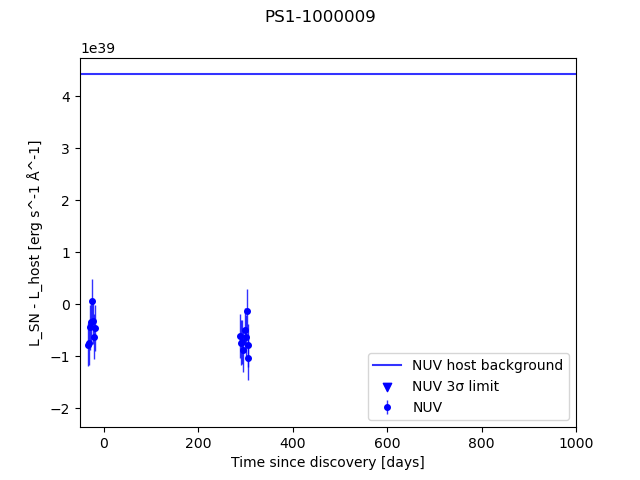 PS1-1000009
1e39
4
3
2
1
0
−1
−2
L_SN - L_host [erg s^-1 Å^-1]
NUV host background
NUV 3σ limit
NUV
0 200 400 600 800 1000
Time since discovery [days]